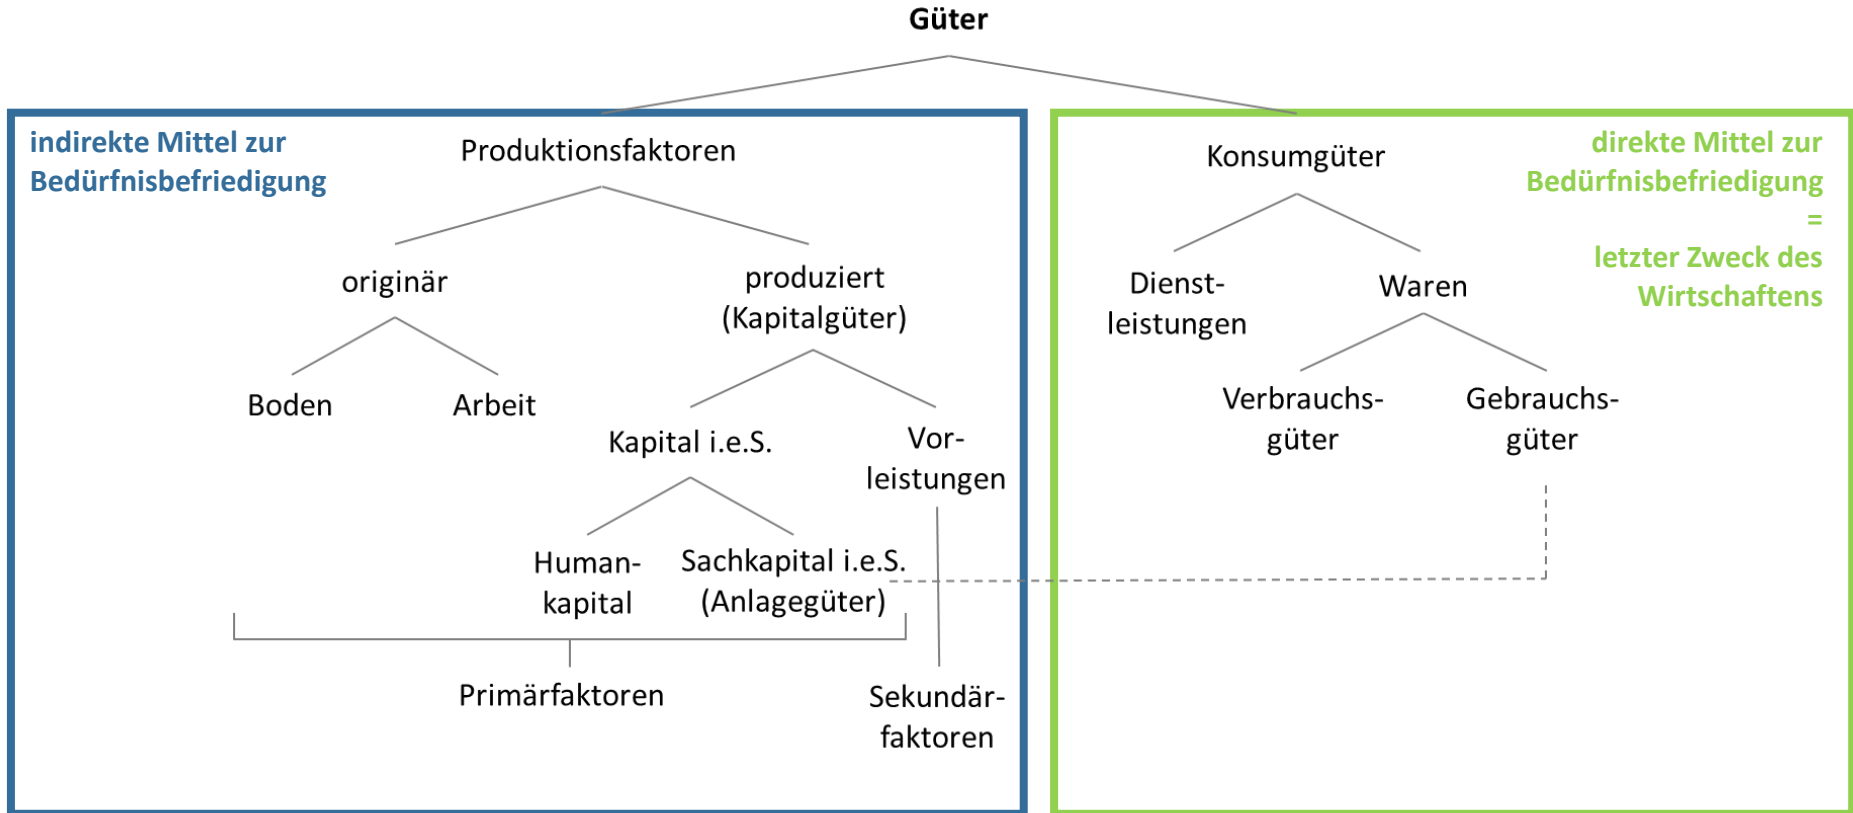 Güter
indirekte Mittel zur
Bedürfnisbefriedigung
Produktionsfaktoren
originär
produziert
(Kapitalgüter)
Boden
Arbeit
Kapital i.e.S.
Vor-
leistungen
Human-
kapital
Sachkapital i.e.S.
(Anlagegüter)
Primärfaktoren
Sekundär-
faktoren
Konsumgüter
direkte Mittel zur
Bedürfnisbefriedigung
=
letzter Zweck des
Wirtschaftens
Dienst-
leistungen
Waren
Verbrauchs-
güter
Gebrauchs-
güter